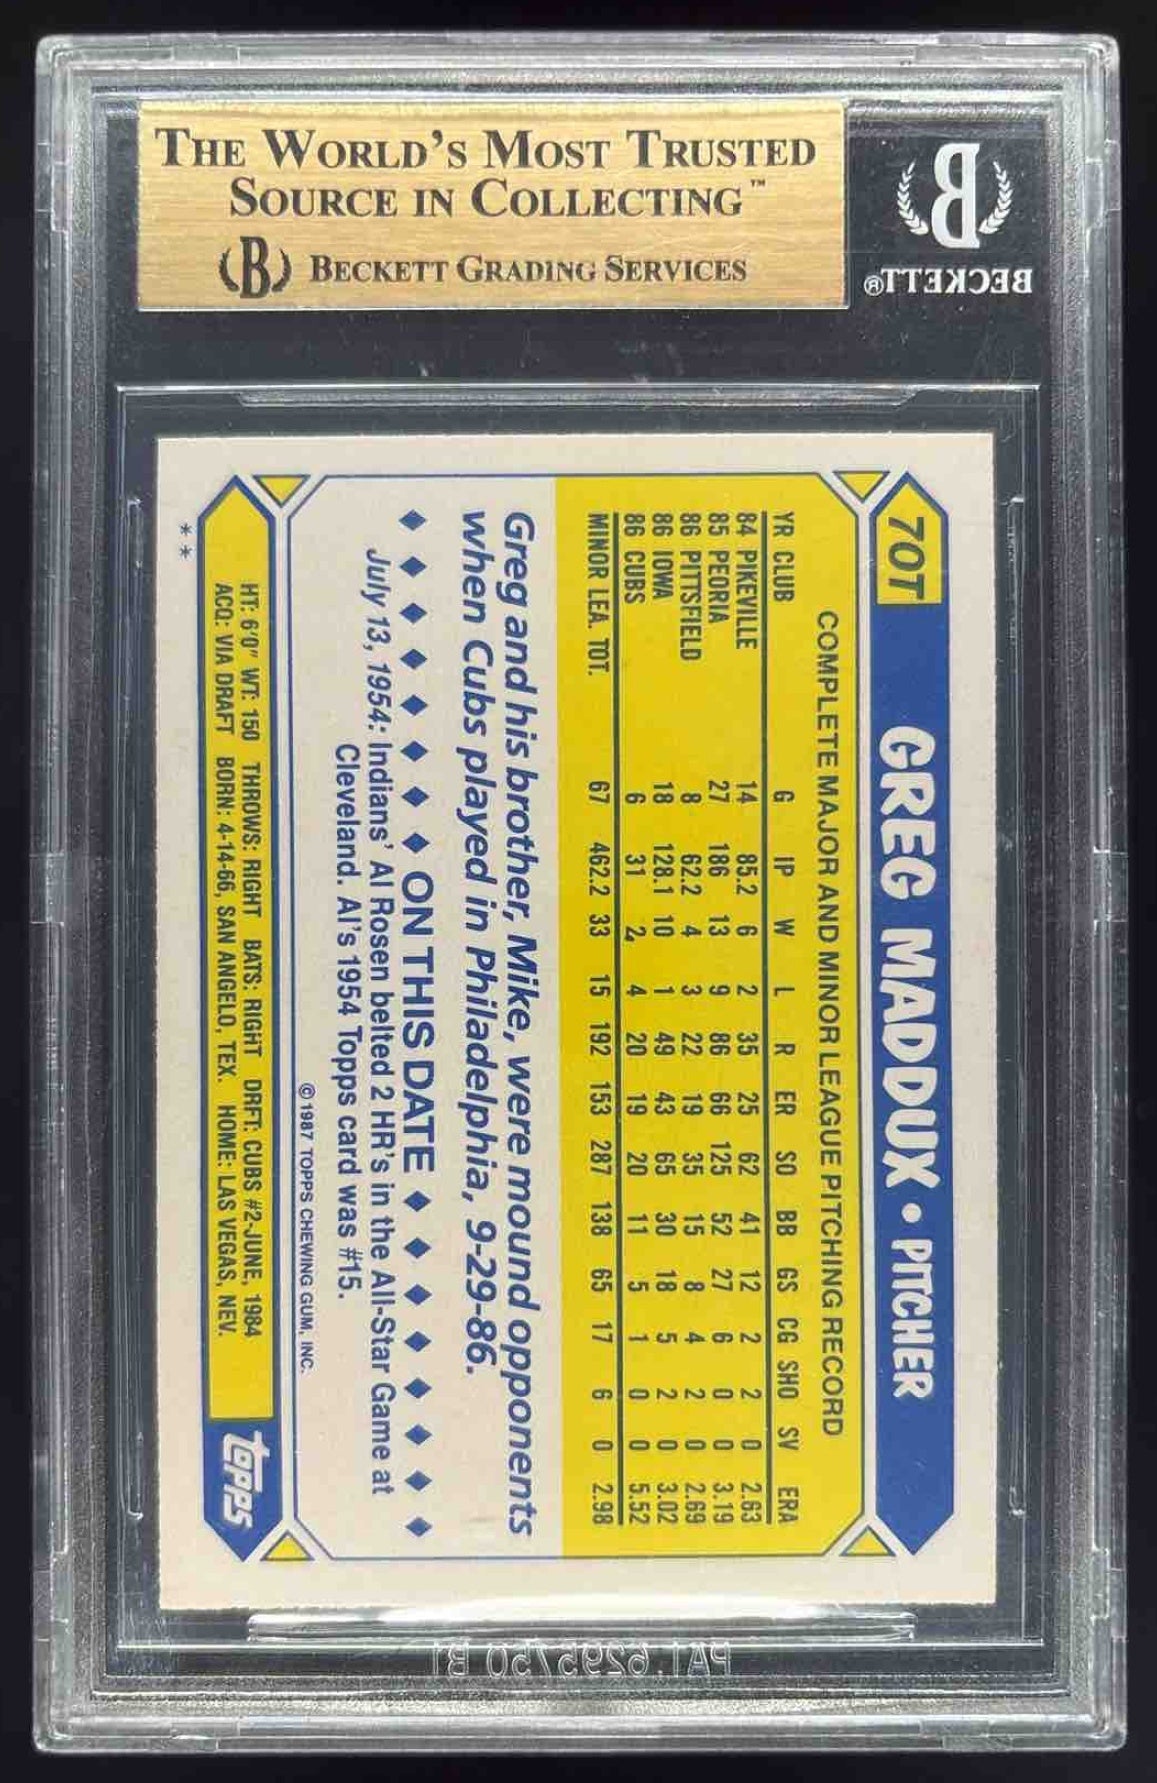 THE WORLD'S MOST TRUSTED
SOURCE IN COLLECTING™
B BECKETT GRADING SERVICES
B
BECKETT®
70T GREG MADDUX • PITCHER
COMPLETE MAJOR AND MINOR LEAGUE PITCHING RECORD
YR CLUB G IP W L R ER SO BB GS CG SHO SV ERA
84 PIKEVILLE 14 85.2 6 2 35 25 62 41 12 2 2 0 2.63
85 PEORIA 27 186 13 9 86 66 125 52 27 6 0 0 3.19
86 PITTSFIELD 8 62.2 4 3 22 19 35 15 8 4 2 0 2.69
86 IOWA 18 128.1 10 1 49 43 65 30 18 5 2 0 3.02
86 CUBS 6 31 2 4 20 19 20 11 5 1 0 0 5.52
MINOR LEA. TOT. 67 462.2 33 15 192 153 287 138 65 17 6 0 2.98
Greg and his brother, Mike, were mound opponents
when Cubs played in Philadelphia, 9-29-86.
♦ ♦ ♦ ♦ ♦ ♦ ♦ ON THIS DATE ♦ ♦ ♦ ♦ ♦ ♦ ♦
July 13, 1954: Indians' Al Rosen belted 2 HR's in the All-Star Game at
Cleveland. Al's 1954 Topps card was #15.
© 1987 TOPPS CHEWING GUM, INC.
HT: 6'0" WT: 150 THROWS: RIGHT BATS: RIGHT DRFT: CUBS #2-JUNE, 1984
ACQ: VIA DRAFT BORN: 4-14-66, SAN ANGELO, TEX. HOME: LAS VEGAS, NEV.
topps
**